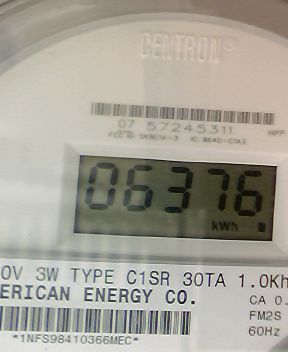 CENTRON®
07 57245311
06376
kWh
0V 3W TYPE C1SR 30TA 1.0Kh
ERICAN ENERGY CO.
CA 0.
FM2S
60Hz
*1NFS98410366MEC*